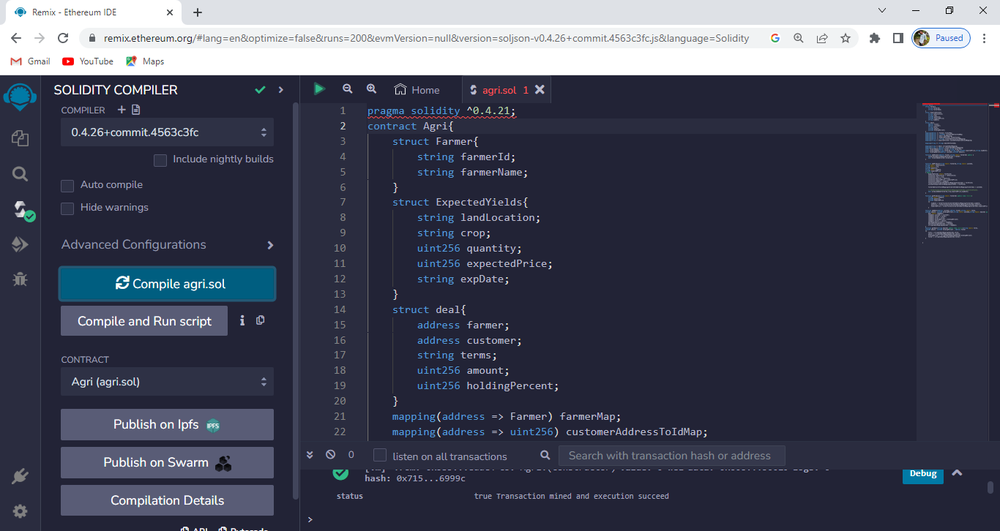 Remix - Ethereum IDE
remix.ethereum.org/#lang=en&optimize=false&runs=200&evmVersion=null&version=soljson-v0.4.26+commit.4563c3fc.js&language=Solidity
Paused
Gmail
YouTube
Maps
SOLIDITY COMPILER
COMPILER
0.4.26+commit.4563c3fc
Include nightly builds
Auto compile
Hide warnings
Advanced Configurations
Compile agri.sol
Compile and Run script
CONTRACT
Agri (agri.sol)
Publish on Ipfs
IPFS
Publish on Swarm
Compilation Details
Home
agri.sol 1
1 pragma solidity ^0.4.21;
2 contract Agri{
3 struct Farmer{
4 string farmerId;
5 string farmerName;
6 }
7 struct ExpectedYields{
8 string landLocation;
9 string crop;
10 uint256 quantity;
11 uint256 expectedPrice;
12 string expDate;
13 }
14 struct deal{
15 address farmer;
16 address customer;
17 string terms;
18 uint256 amount;
19 uint256 holdingPercent;
20 }
21 mapping(address => Farmer) farmerMap;
22 mapping(address => uint256) customerAddressToIdMap;
0
listen on all transactions
Search with transaction hash or address
hash: 0x715...6999c
Debug
status true Transaction mined and execution succeed
>